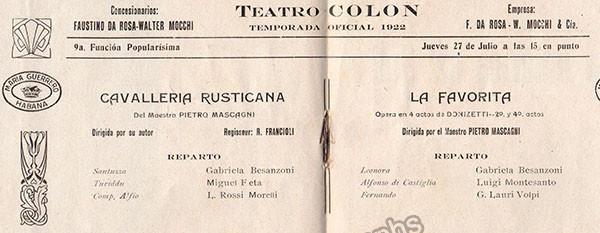 Concesionarios:
FAUSTINO DA ROSA-WALTER MOCCHI
TEATRO COLON
TEMPORADA OFICIAL 1922
Empresa:
F. DA ROSA - W. MOCCHI & Cia.
9a. Función Popularísima
Jueves 27 de Julio a las 15 en punto
MARIA GUERRERO
HABANA
CAVALLERIA RUSTICANA
Del Maestro PIETRO MASCAGNI
Dirigida por su autor
Regisseur: R. FRANCIOLI
REPARTO
Santuzza Gabriela Besanzoni
Turiddu Miguel Fleta
Comp. Alfio L. Rossi Morelli
LA FAVORITA
Opera en 4 actos de DONIZETTI--2º. y 4º. actos
Dirigida por el Maestro PIETRO MASCAGNI
REPARTO
Leonora Gabriela Besanzoni
Alfonso di Castiglia Luigi Montesanto
Fernando G. Lauri Volpi